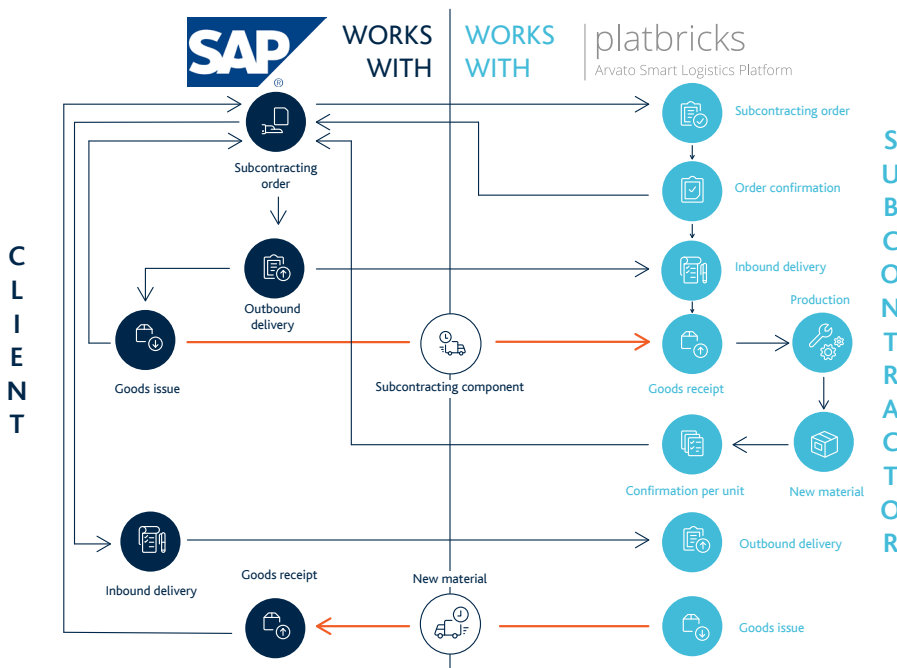 SAP
®
WORKS
WITH
WORKS
WITH
platbricks
Arvato Smart Logistics Platform
CLIENT
SUBCONTRACTOR
Subcontracting order
Subcontracting
order
Order confirmation
Inbound delivery
Outbound
delivery
Production
Goods issue
Subcontracting component
Goods receipt
Confirmation per unit
New material
Outbound delivery
Inbound delivery
Goods receipt
New material
Goods issue